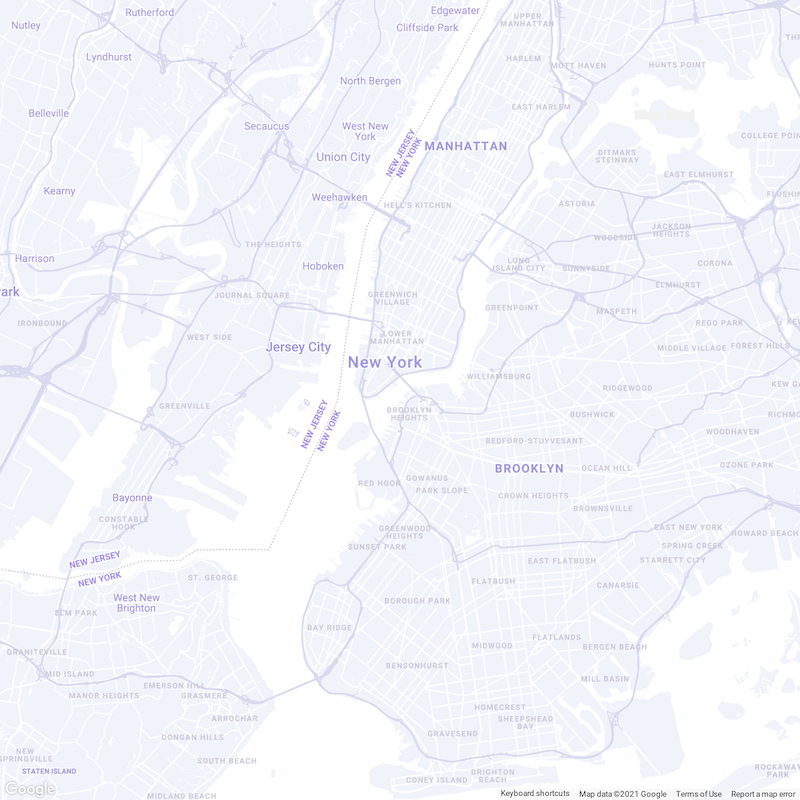 Edgewater
Rutherford
UPPER
MANHATTAN
Nutley
Cliffside Park
Lyndhurst
HARLEM
MOTT HAVEN
HUNTS POINT
North Bergen
EAST HARLEM
Belleville
Secaucus
West New
York
NEW JERSEY
NEW YORK
MANHATTAN
COLLEGE POIN
Union City
DITMARS
STEINWAY
EAST ELMHURST
Kearny
Weehawken
HELL'S KITCHEN
ASTORIA
FLUSHIN
JACKSON
HEIGHTS
WOODSIDE
THE HEIGHTS
Harrison
Hoboken
LONG
ISLAND CITY
SUNNYSIDE
CORONA
ELMHURST
ark
JOURNAL SQUARE
GREENWICH
VILLAGE
GREENPOINT
MASPETH
IRONBOUND
REGO PARK
WEST SIDE
LOWER
MANHATTAN
Jersey City
MIDDLE VILLAGE
FOREST HILLS
New York
WILLIAMSBURG
RIDGEWOOD
KEW GA
GREENVILLE
NEW JERSEY
NEW YORK
BROOKLYN
HEIGHTS
BUSHWICK
RICHMO
WOODHAVEN
BEDFORD-STUYVESANT
BROOKLYN
OCEAN HILL
OZONE PARK
RED HOOK
GOWANUS
PARK SLOPE
CROWN HEIGHTS
Bayonne
BROWNSVILLE
CONSTABLE
HOOK
GREENWOOD
HEIGHTS
EAST NEW YORK
HOWARD BEACH
SUNSET PARK
SPRING CREEK
NEW JERSEY
NEW YORK
EAST FLATBUSH
STARRETT CITY
ST. GEORGE
FLATBUSH
CANARSIE
West New
Brighton
ELM PARK
BOROUGH PARK
BAY RIDGE
FLATLANDS
MIDWOOD
BERGEN BEACH
GRANITEVILLE
BENSONHURST
MID ISLAND
MILL BASIN
EMERSON HILL
MANOR HEIGHTS
GRASMERE
HOMECREST
ARROCHAR
SHEEPSHEAD
BAY
DONGAN HILLS
GRAVESEND
NEW
SPRINGVILLE
SOUTH BEACH
STATEN ISLAND
BRIGHTON
BEACH
CONEY ISLAND
ROCKAWAY
PARK
Google
MIDLAND BEACH
Keyboard shortcuts
Map data ©2021 Google
Terms of Use
Report a map error